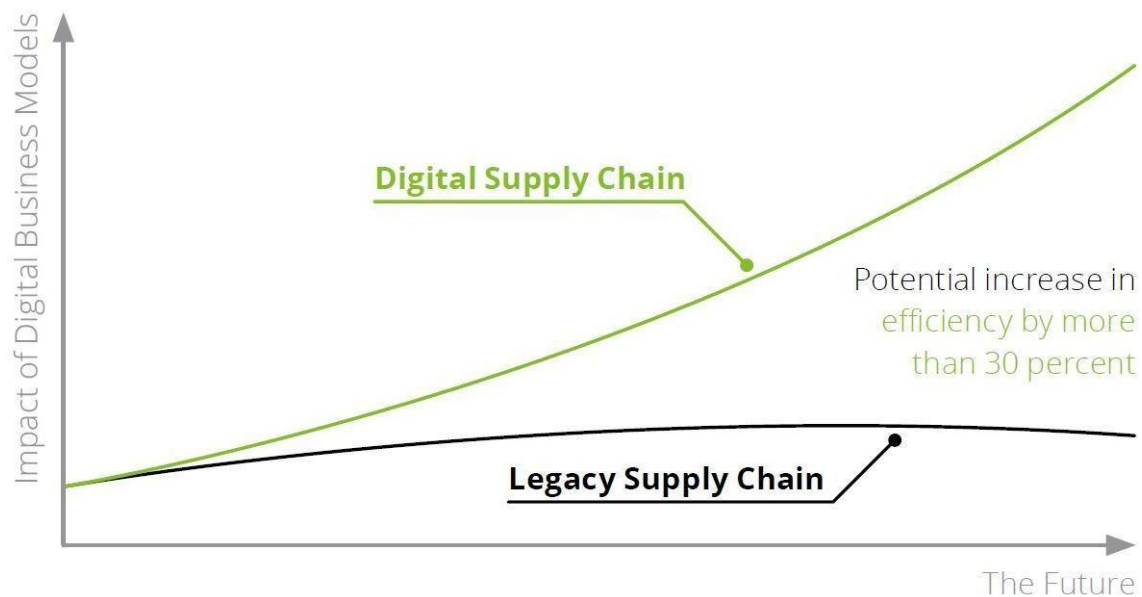 Impact of Digital Business Models
Digital Supply Chain
Potential increase in
efficiency by more
than 30 percent
Legacy Supply Chain
The Future